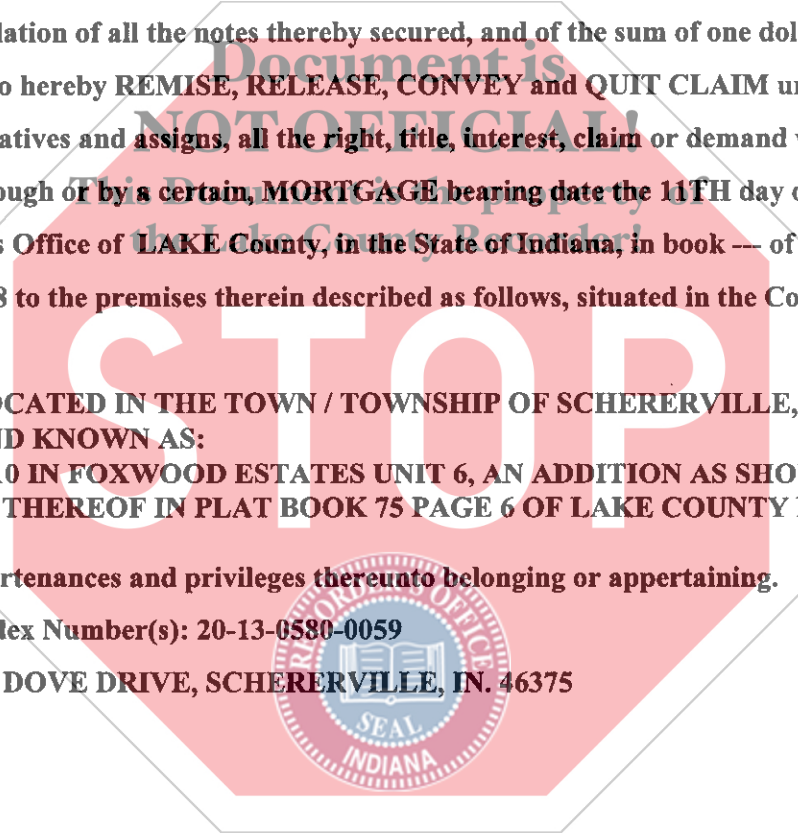 lation of all the notes thereby secured, and of the sum of one dol
Document is
o hereby REMISE, RELEASE, CONVEY and QUIT CLAIM un
NOT OFFICIAL!
atives and assigns, all the right, title, interest, claim or demand
This Document is the property of
ough or by a certain, MORTGAGE bearing date the 11TH day
the Lake County Recorder!
s Office of LAKE County, in the State of Indiana, in book --- of
8 to the premises therein described as follows, situated in the Co
STOP
OCATED IN THE TOWN / TOWNSHIP OF SCHERERVILLE,
ND KNOWN AS:
10 IN FOXWOOD ESTATES UNIT 6, AN ADDITION AS SHO
THEREOF IN PLAT BOOK 75 PAGE 6 OF LAKE COUNTY
rtenances and privileges thereunto belonging or appertaining.
dex Number(s): 20-13-0580-0059
DOVE DRIVE, SCHERERVILLE, IN. 46375
RECORDER'S OFFICE
SEAL
INDIANA